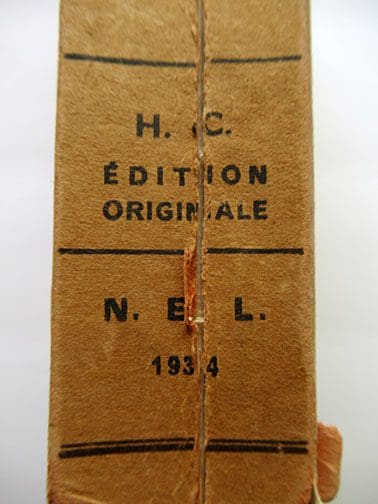 H. C.
ÉDITION
ORIGINALE
N. E L.
1934